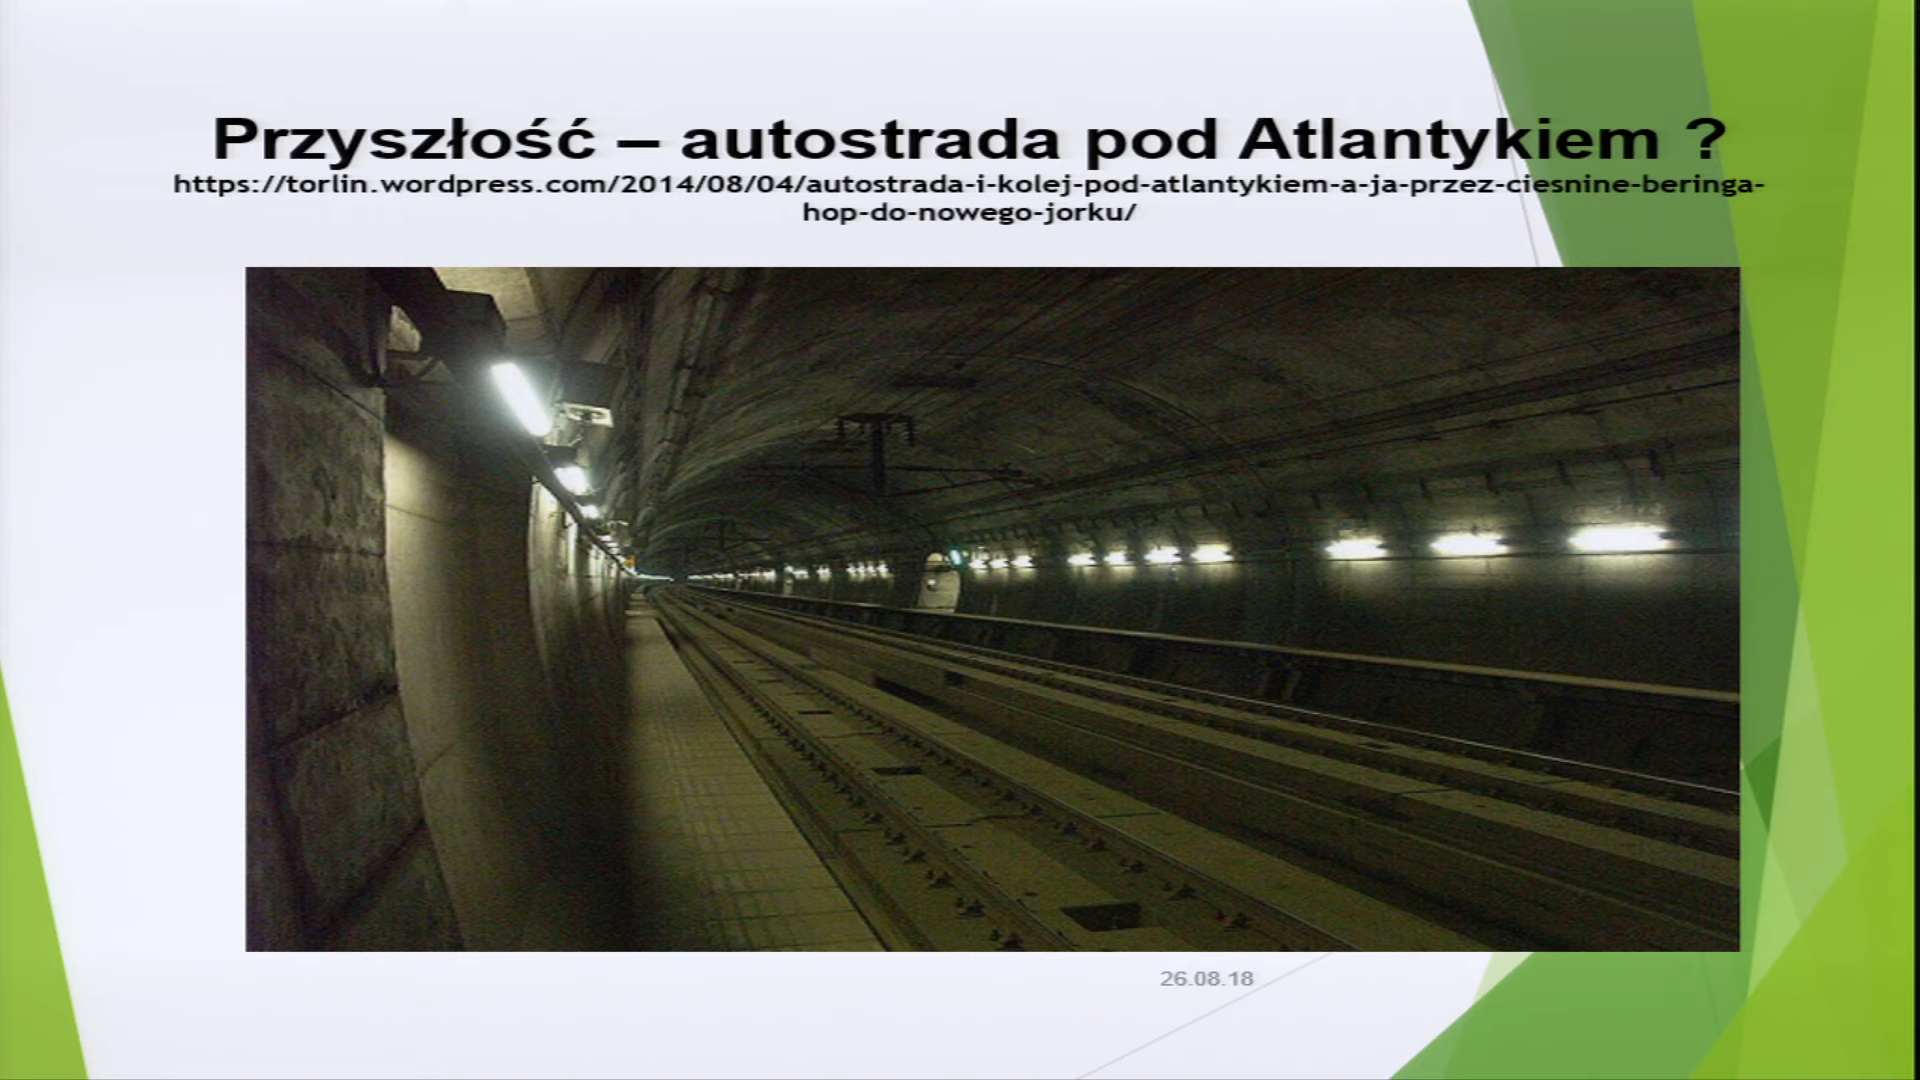 Przyszłość – autostrada pod Atlantykiem ?
https://torlin.wordpress.com/2014/08/04/autostrada-i-kolej-pod-atlantykiem-a-ja-przez-ciesnine-beringa-
hop-do-nowego-jorku/
26.08.18